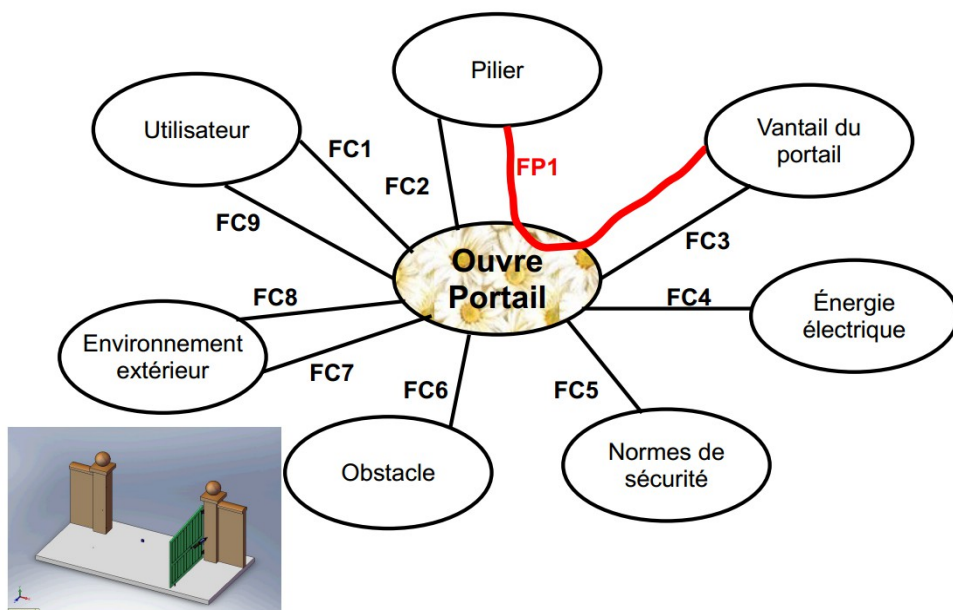 Pilier
Utilisateur
Vantail du
portail
FC1
FP1
FC2
FC9
FC3
Ouvre
Portail
FC8
FC4
Énergie
électrique
Environnement
extérieur
FC7
FC6
FC5
Obstacle
Normes de
sécurité